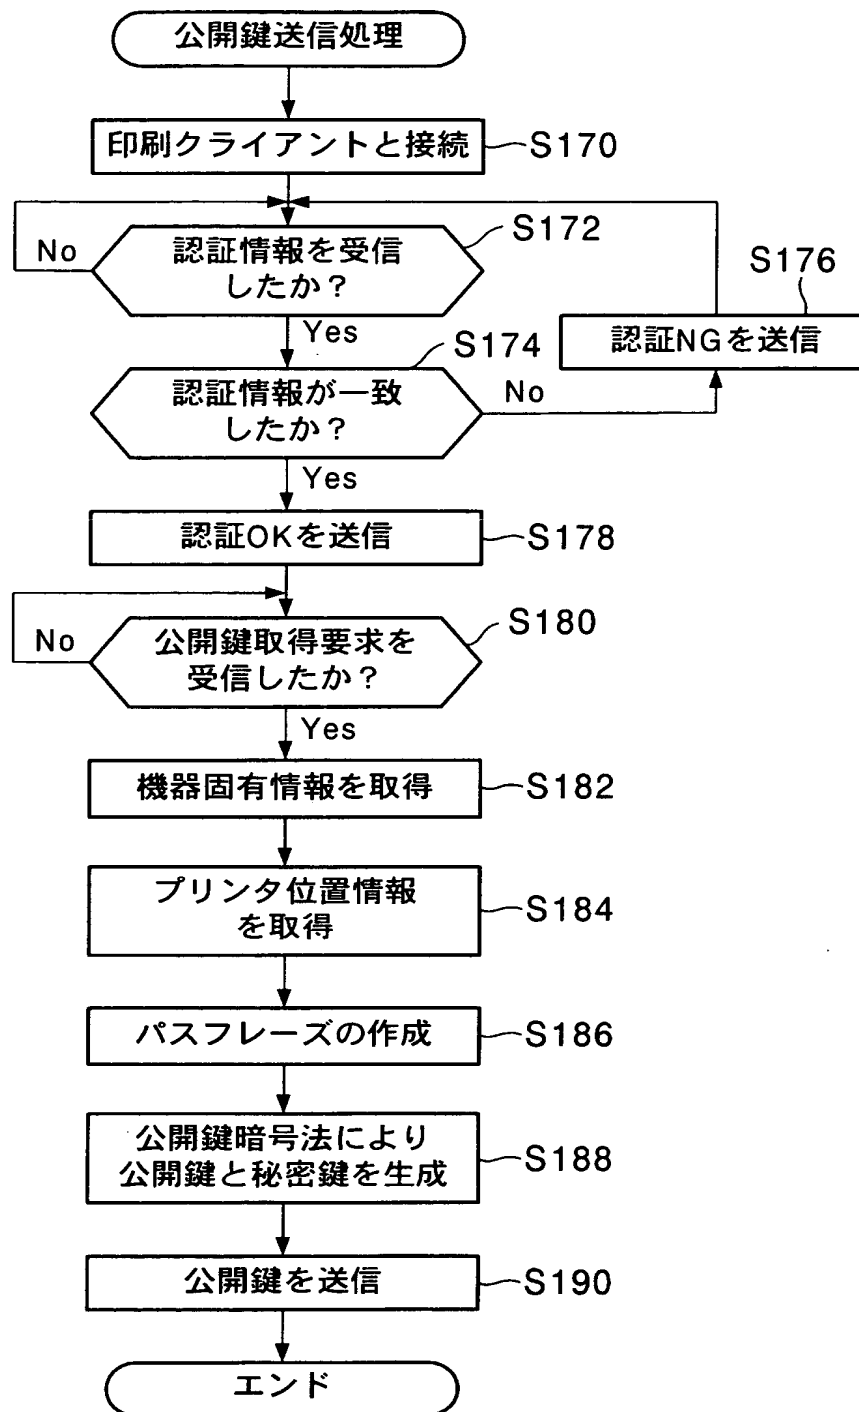 公開鍵送信処理
印刷クライアントと接続
S170
認証情報を受信
したか？
S172
No
Yes
S176
認証NGを送信
S174
認証情報が一致
したか？
No
Yes
認証OKを送信
S178
公開鍵取得要求を
受信したか？
S180
No
Yes
機器固有情報を取得
S182
プリンタ位置情報
を取得
S184
パスフレーズの作成
S186
公開鍵暗号法により
公開鍵と秘密鍵を生成
S188
公開鍵を送信
S190
エンド